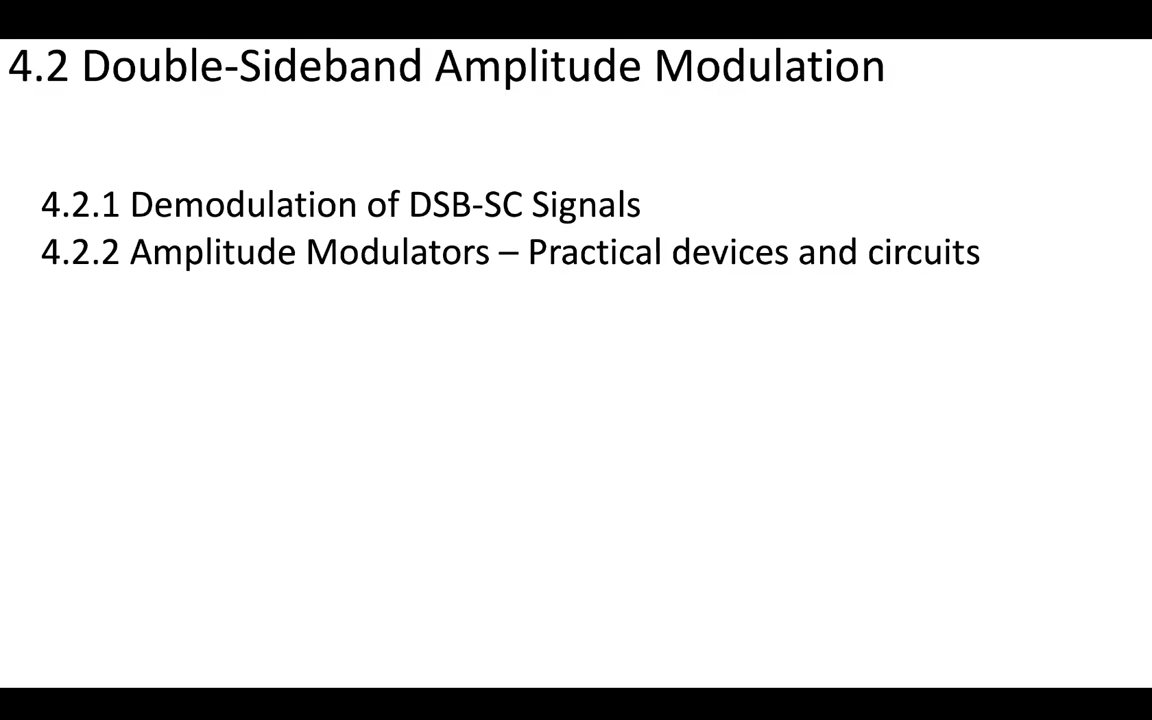 4.2 Double-Sideband Amplitude Modulation
4.2.1 Demodulation of DSB-SC Signals
4.2.2 Amplitude Modulators – Practical devices and circuits